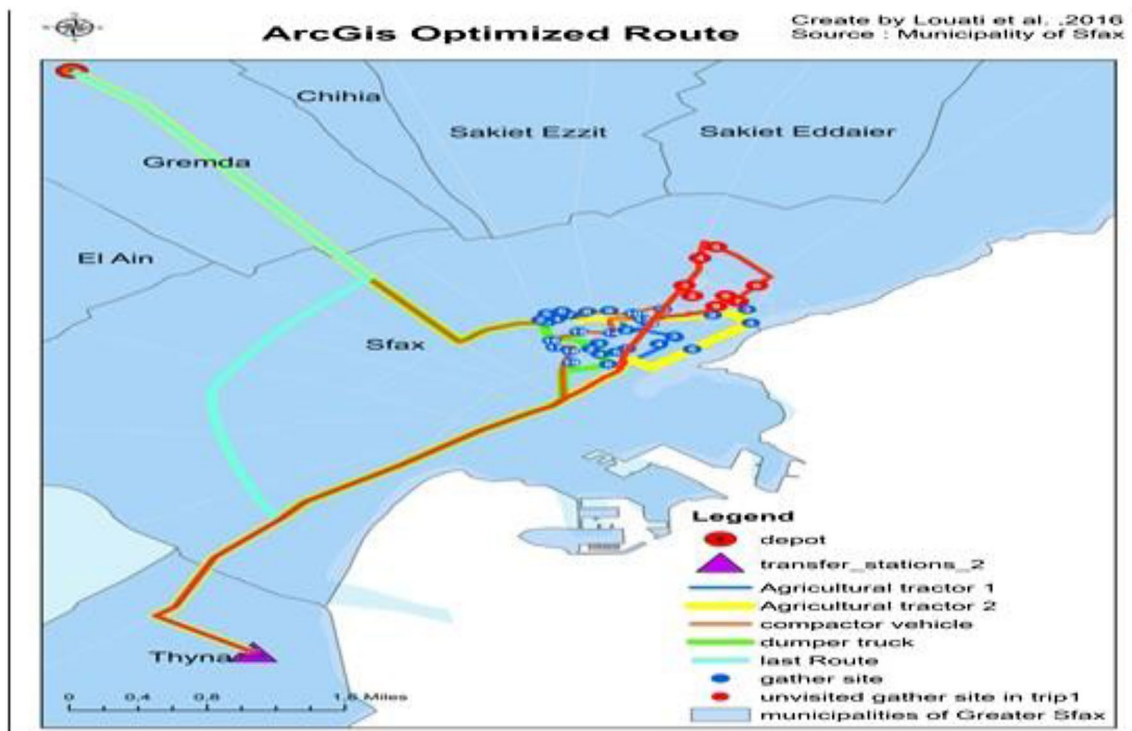 ArcGis Optimized Route
Create by Louati et al. .2016
Source : Municipality of Sfax
Chihia
Sakiet Ezzit
Sakiet Eddaier
Gremda
El Ain
Sfax
Thyna
0 0,4 0,8 1,6 Miles
Legend
depot
transfer_stations_2
Agricultural tractor 1
Agricultural tractor 2
compactor vehicle
dumper truck
last Route
gather site
unvisited gather site in trip1
municipalities of Greater Sfax